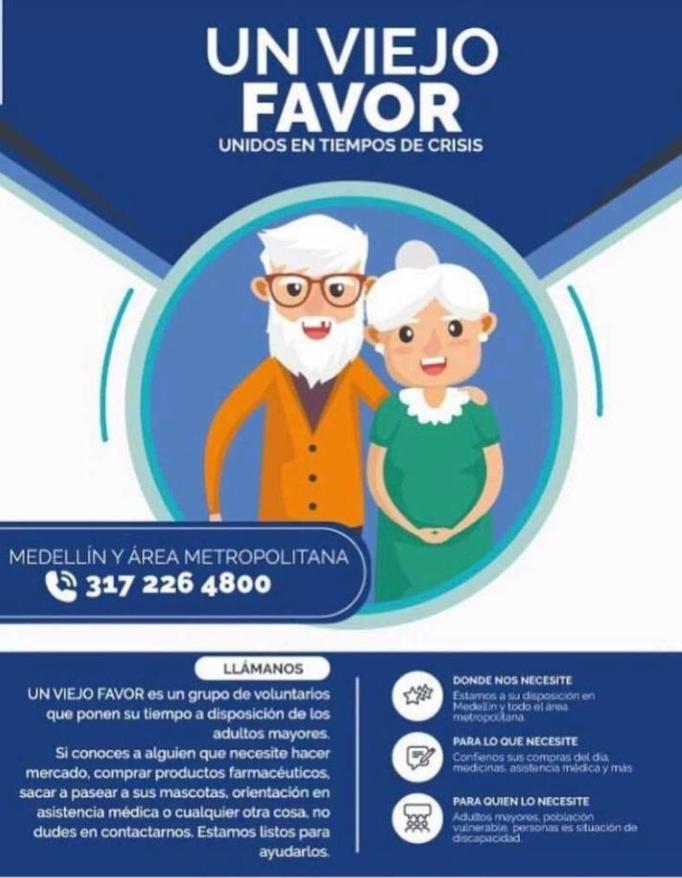 UN VIEJO
FAVOR
UNIDOS EN TIEMPOS DE CRISIS
MEDELLÍN Y ÁREA METROPOLITANA
317 226 4800
LLÁMANOS
UN VIEJO FAVOR es un grupo de voluntarios
que ponen su tiempo a disposición de los
adultos mayores.
Si conoces a alguien que necesite hacer
mercado, comprar productos farmacéuticos,
sacar a pasear a sus mascotas, orientación en
asistencia médica o cualquier otra cosa, no
dudes en contactarnos. Estamos listos para
ayudarlos.
DONDE NOS NECESITE
Estamos a su disposición en
Medellín y todo el área
metropolitana.
PARA LO QUE NECESITE
Confíenos sus compras del día,
medicinas, asistencia médica y más
PARA QUIEN LO NECESITE
Adultos mayores, población
vulnerable, personas es situación de
discapacidad.